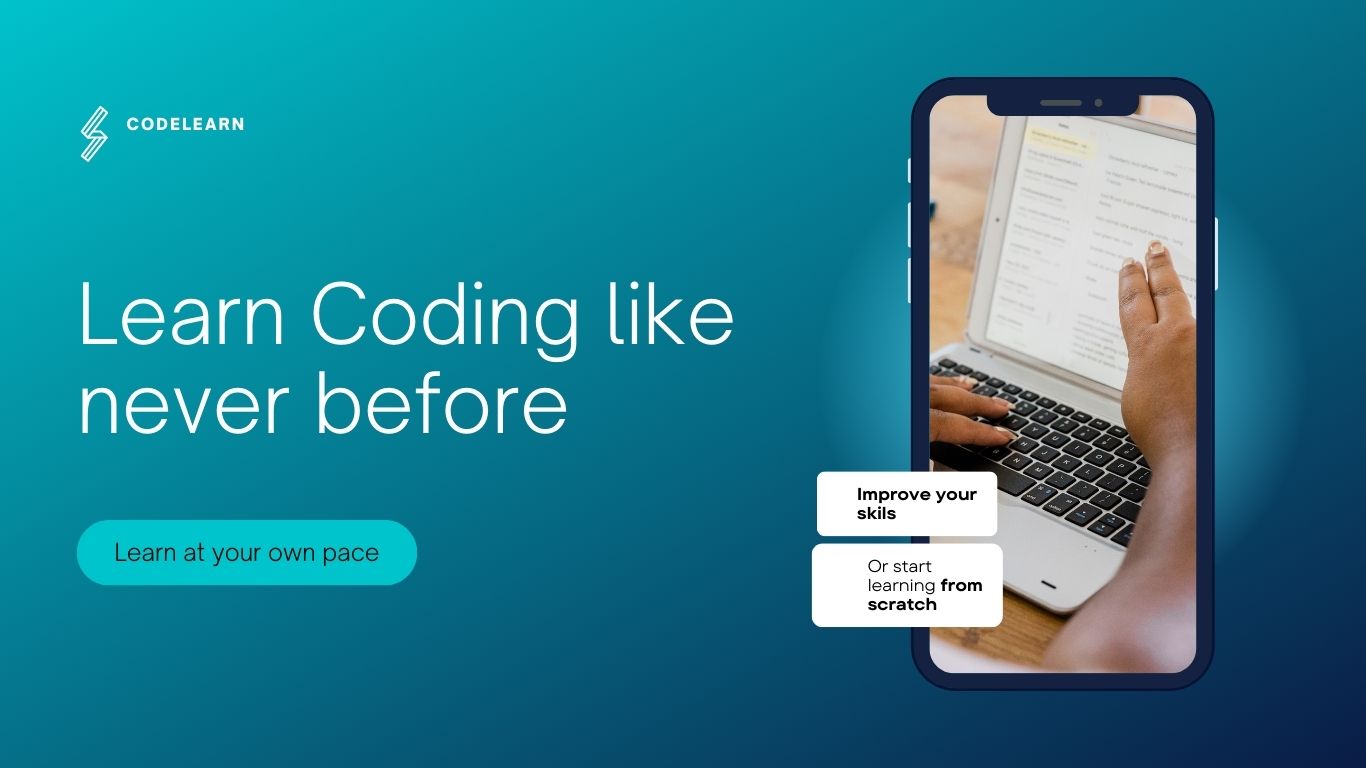 CODELEARN
Learn Coding like
never before
Learn at your own pace
Improve your
skils
Or start
learning from
scratch